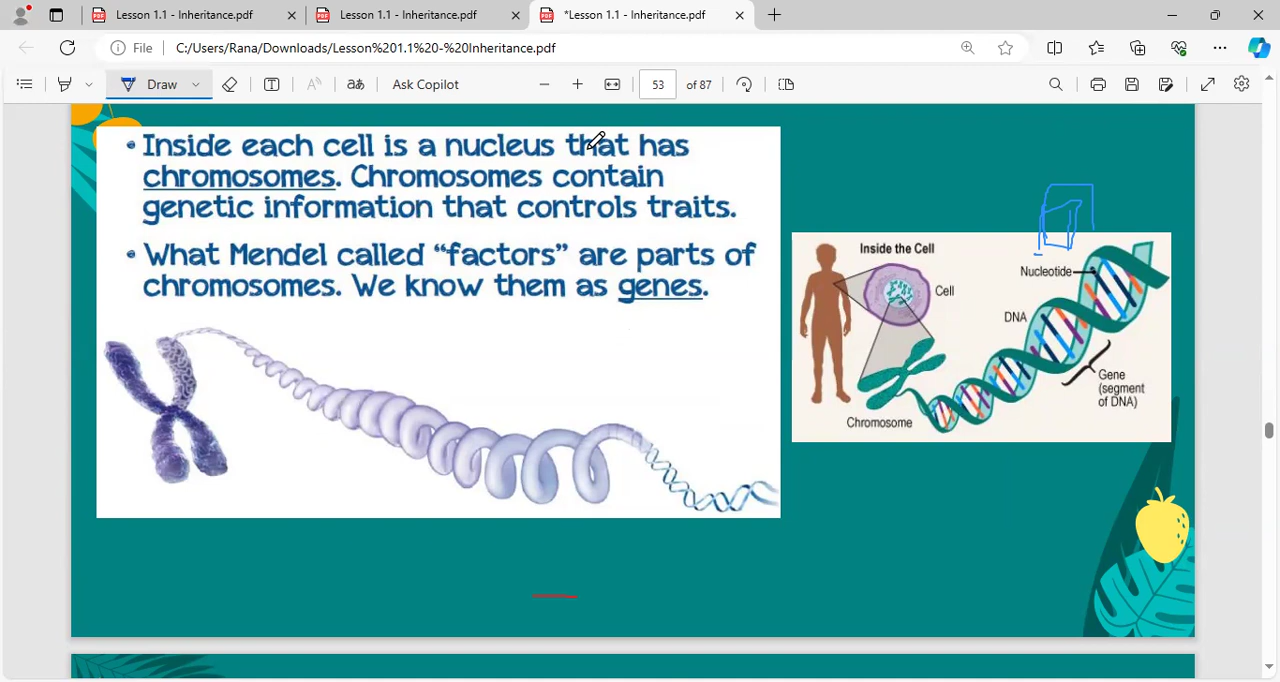 Lesson 1.1 - Inheritance.pdf
Lesson 1.1 - Inheritance.pdf
*Lesson 1.1 - Inheritance.pdf
File
C:/Users/Rana/Downloads/Lesson%201.1%20-%20Inheritance.pdf
Draw
Ask Copilot
53 of 87
• Inside each cell is a nucleus that has
chromosomes. Chromosomes contain
genetic information that controls traits.
• What Mendel called “factors” are parts of
chromosomes. We know them as genes.
Inside the Cell
Cell
Nucleotide
DNA
Gene
(segment
of DNA)
Chromosome